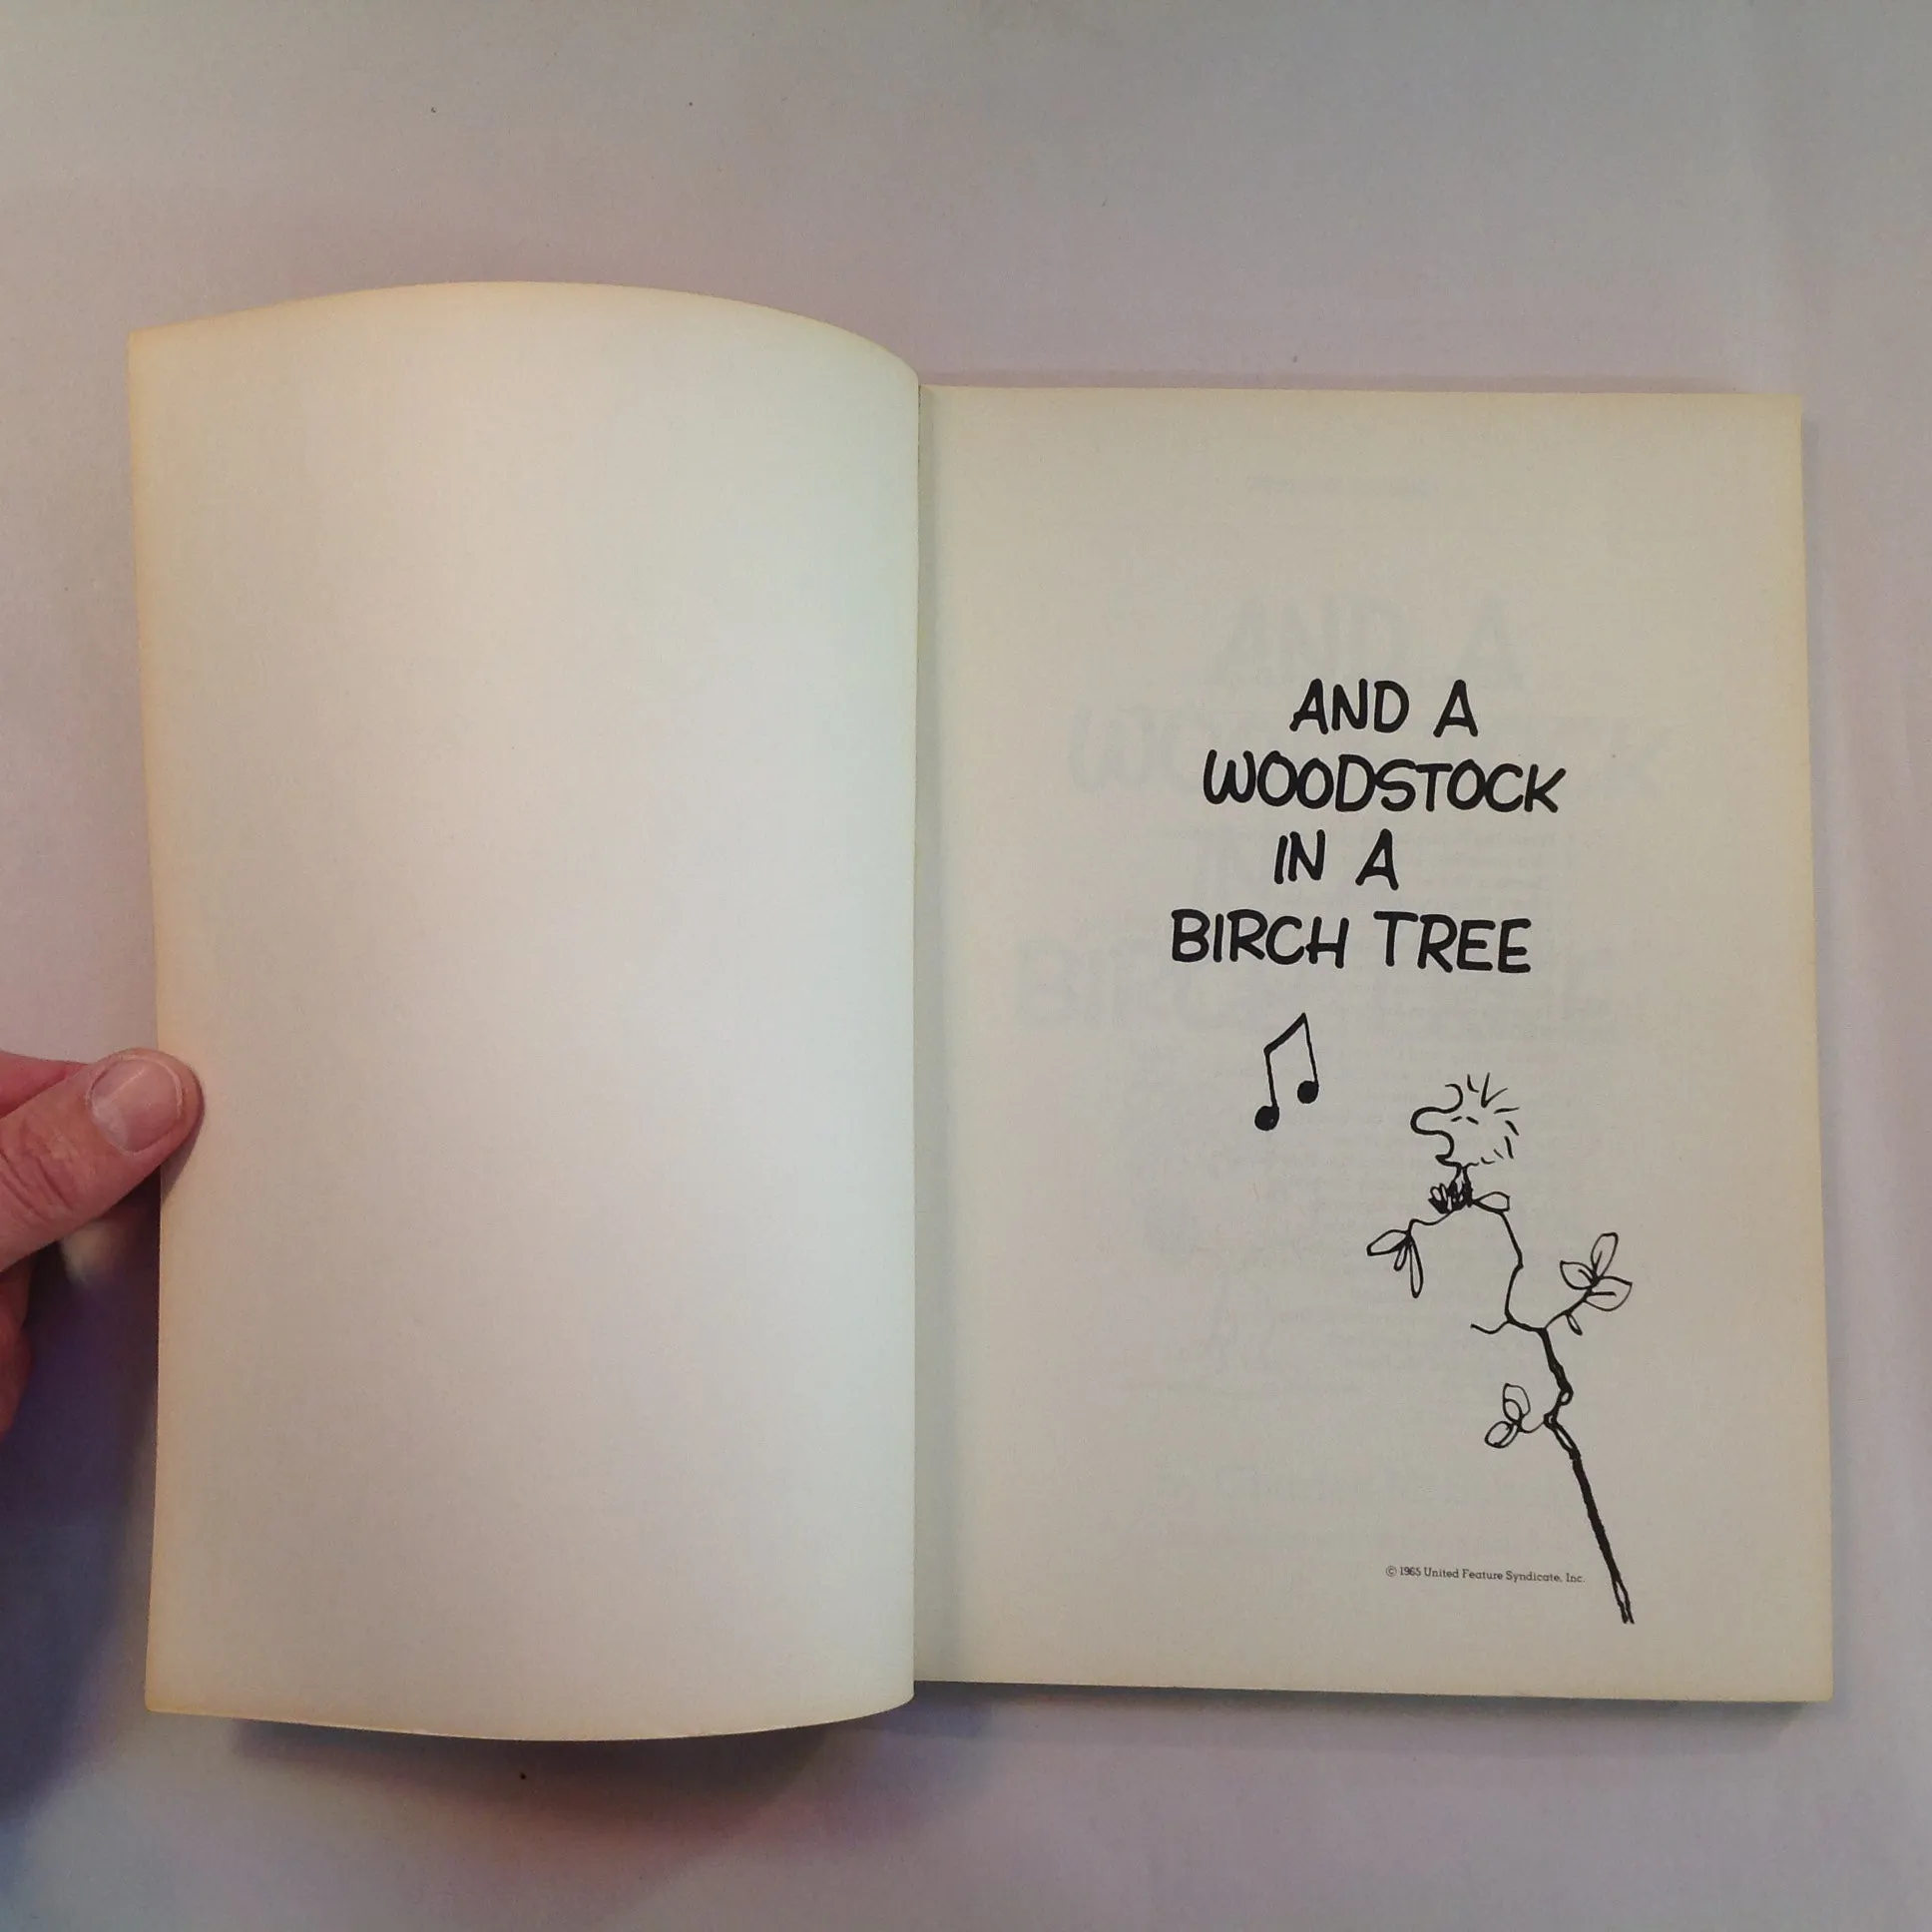 AND A
WOODSTOCK
IN A
BIRCH TREE
© 1965 United Feature Syndicate, Inc.